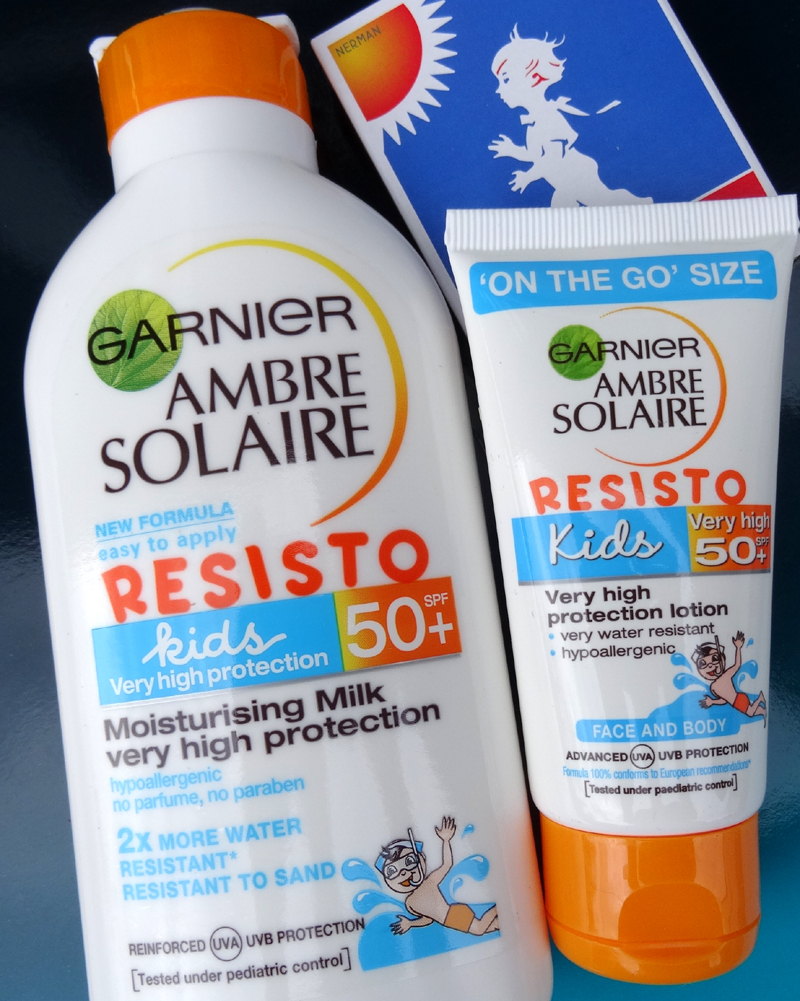 NERMAN
GARNIER
AMBRE
SOLAIRE
NEW FORMULA
easy to apply
RESISTO
kids
Very high protection
50+
SPF
Moisturising Milk
very high protection
hypoallergenic
no parfume, no paraben
2x MORE WATER
RESISTANT*
RESISTANT TO SAND
REINFORCED UVA UVB PROTECTION
[Tested under pediatric control]
'ON THE GO' SIZE
GARNIER
AMBRE
SOLAIRE
RESISTO
Kids
Very high
50+
SPF
Very high
protection lotion
• very water resistant
• hypoallergenic
FACE AND BODY
ADVANCED UVA UVB PROTECTION
Formula 100% conforms to European recommendations*
[Tested under paediatric control]